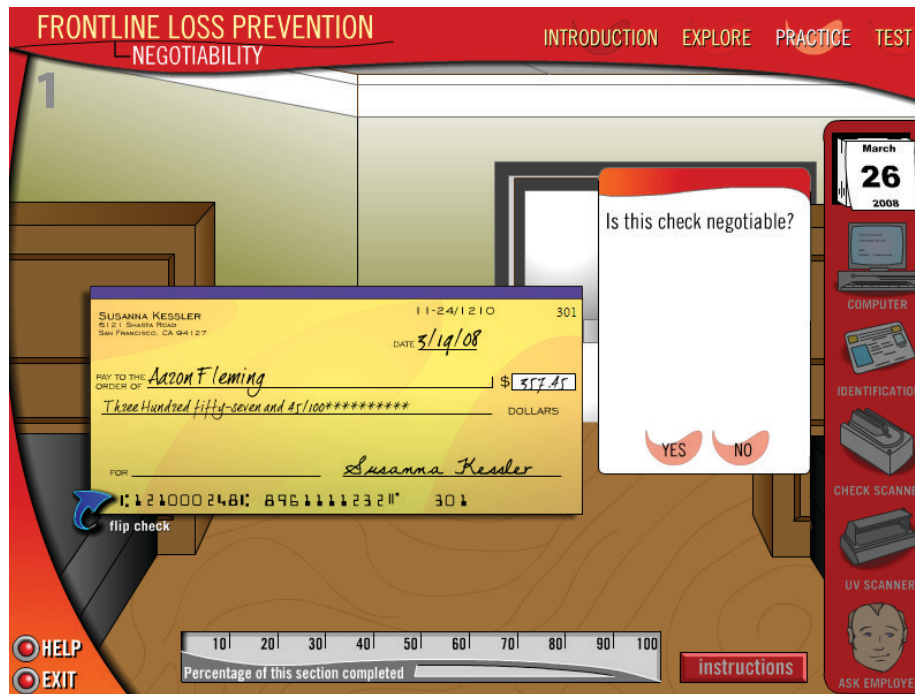 FRONTLINE LOSS PREVENTION
NEGOTIABILITY
INTRODUCTION EXPLORE PRACTICE TEST
1
March
26
2008
Is this check negotiable?
YES NO
COMPUTER
IDENTIFICATIO
CHECK SCANNE
UV SCANNER
ASK EMPLOYE
SUSANNA KESSLER
6121 SHASTA ROAD
SAN FRANCISCO, CA 94127
11-24/1210 301
DATE 3/19/08
PAY TO THE
ORDER OF Aaron Fleming $ 357.45
Three Hundred fifty-seven and 45/100********** DOLLARS
FOR Susanna Kessler
⑆121000248⑆ 8961111232⑈ 301
flip check
HELP
EXIT
10 20 30 40 50 60 70 80 90 100
Percentage of this section completed
instructions